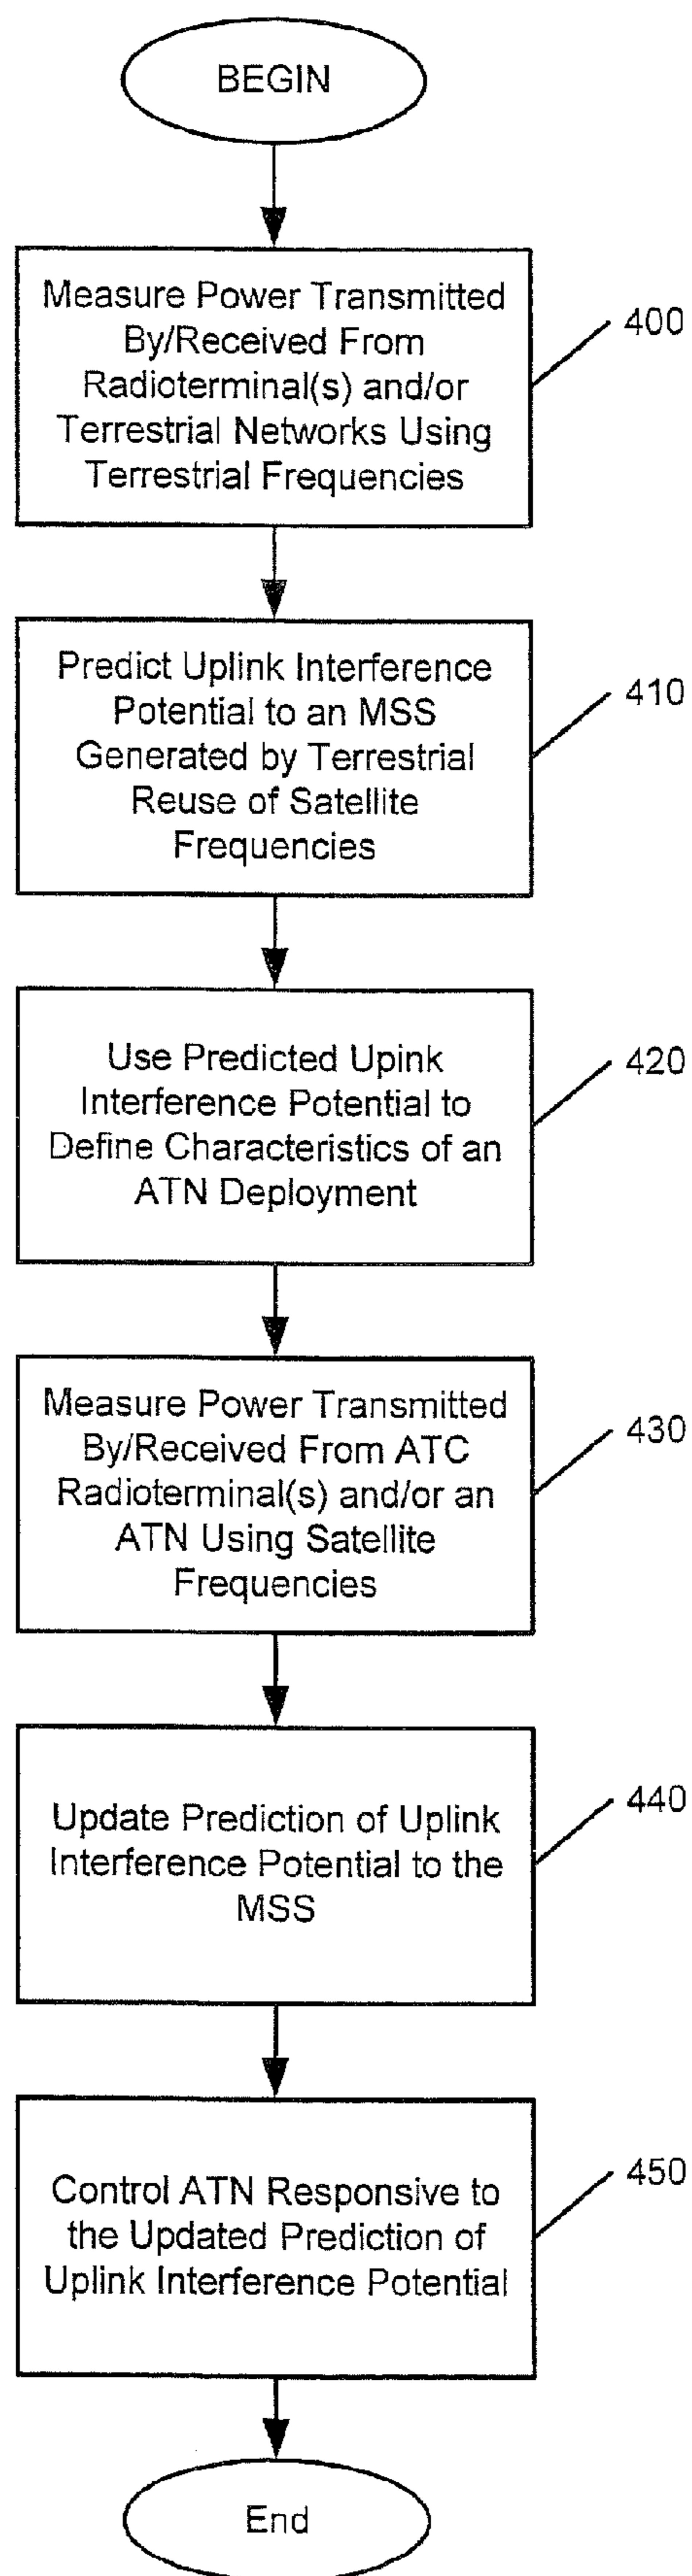 BEGIN
Measure Power Transmitted
By/Received From
Radioterminal(s) and/or
Terrestrial Networks Using
Terrestrial Frequencies
400
Predict Uplink Interference
Potential to an MSS
Generated by Terrestrial
Reuse of Satellite
Frequencies
410
Use Predicted Upink
Interference Potential to
Define Characteristics of an
ATN Deployment
420
Measure Power Transmitted
By/Received From ATC
Radioterminal(s) and/or an
ATN Using Satellite
Frequencies
430
Update Prediction of Uplink
Interference Potential to the
MSS
440
Control ATN Responsive to
the Updated Prediction of
Uplink Interference Potential
450
End